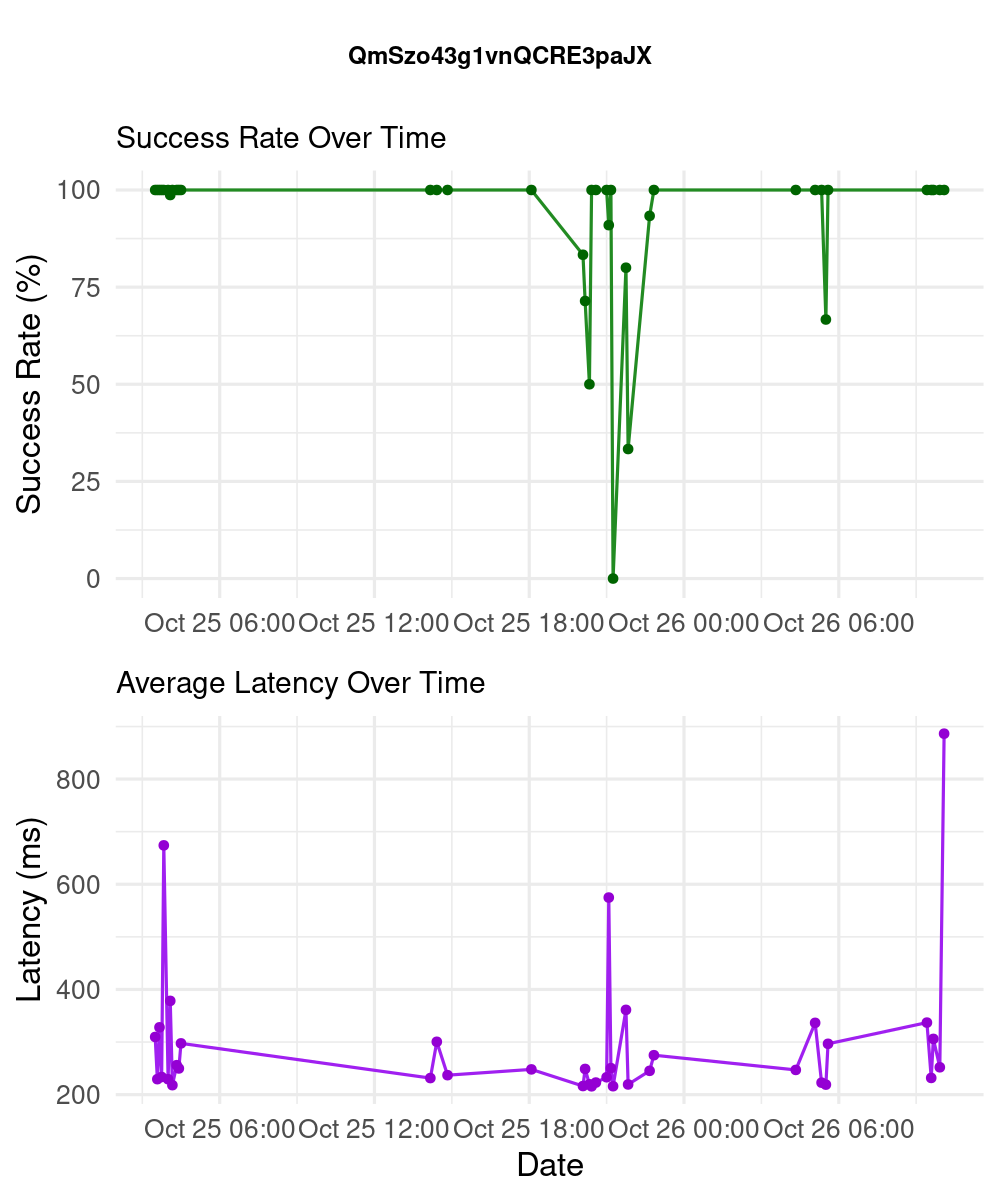 QmSzo43g1vnQCRE3paJX
Success Rate Over Time
Success Rate (%)
100
75
50
25
0
Oct 25 06:00 Oct 25 12:00 Oct 25 18:00 Oct 26 00:00 Oct 26 06:00
Average Latency Over Time
Latency (ms)
800
600
400
200
Oct 25 06:00 Oct 25 12:00 Oct 25 18:00 Oct 26 00:00 Oct 26 06:00
Date